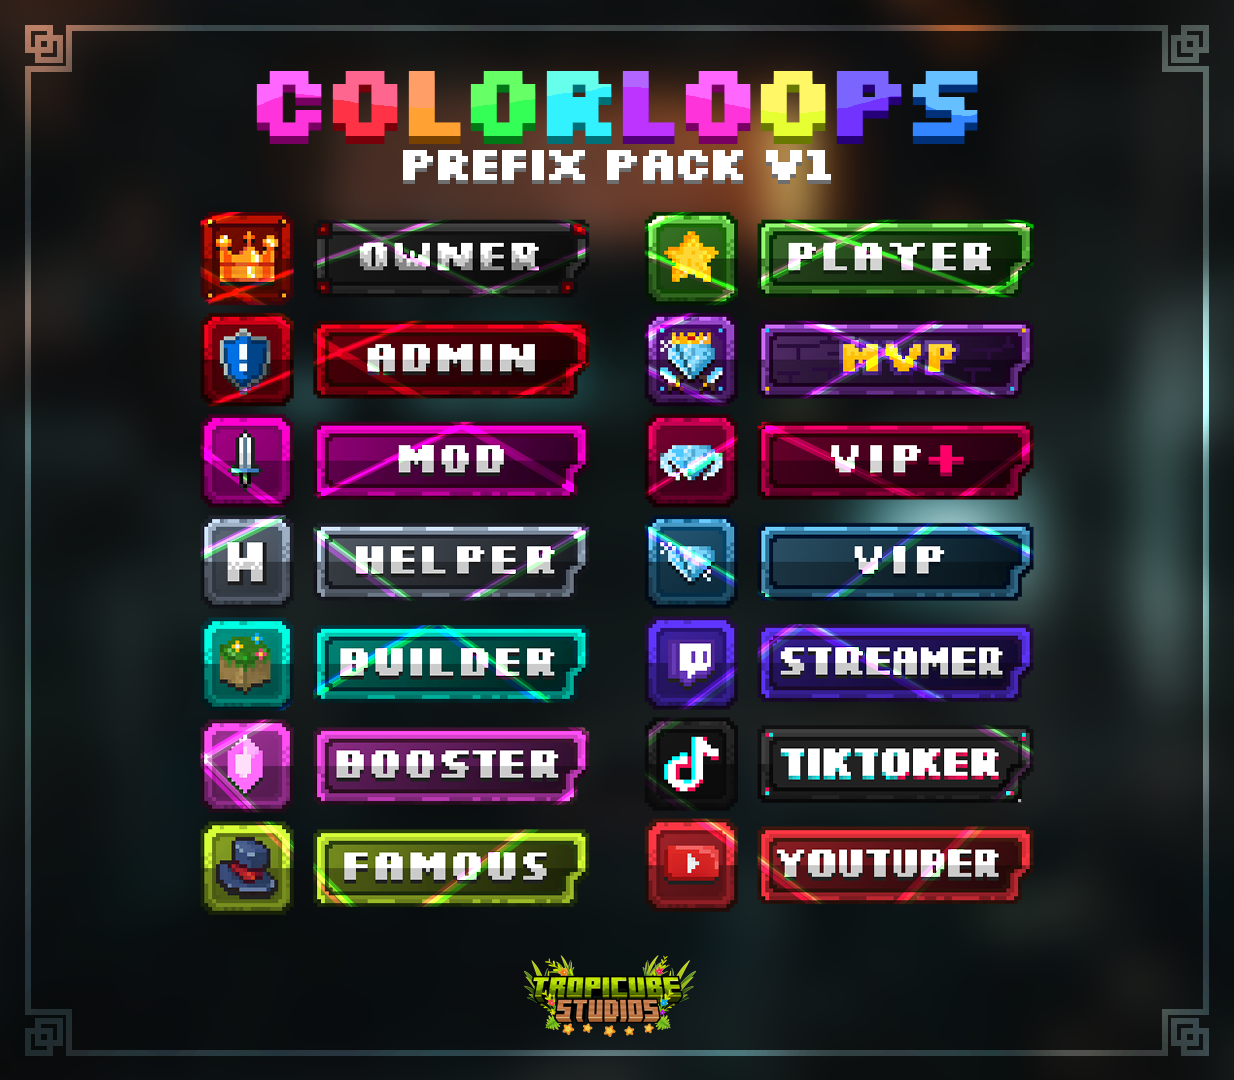 COLORLOOPS
PREFIX PACK V1
OWNER
ADMIN
MOD
H HELPER
BUILDER
BOOSTER
FAMOUS
PLAYER
MVP
VIP+
VIP
STREAMER
TIKTOKER
YOUTUBER
TROPICUBE
STUDIOS